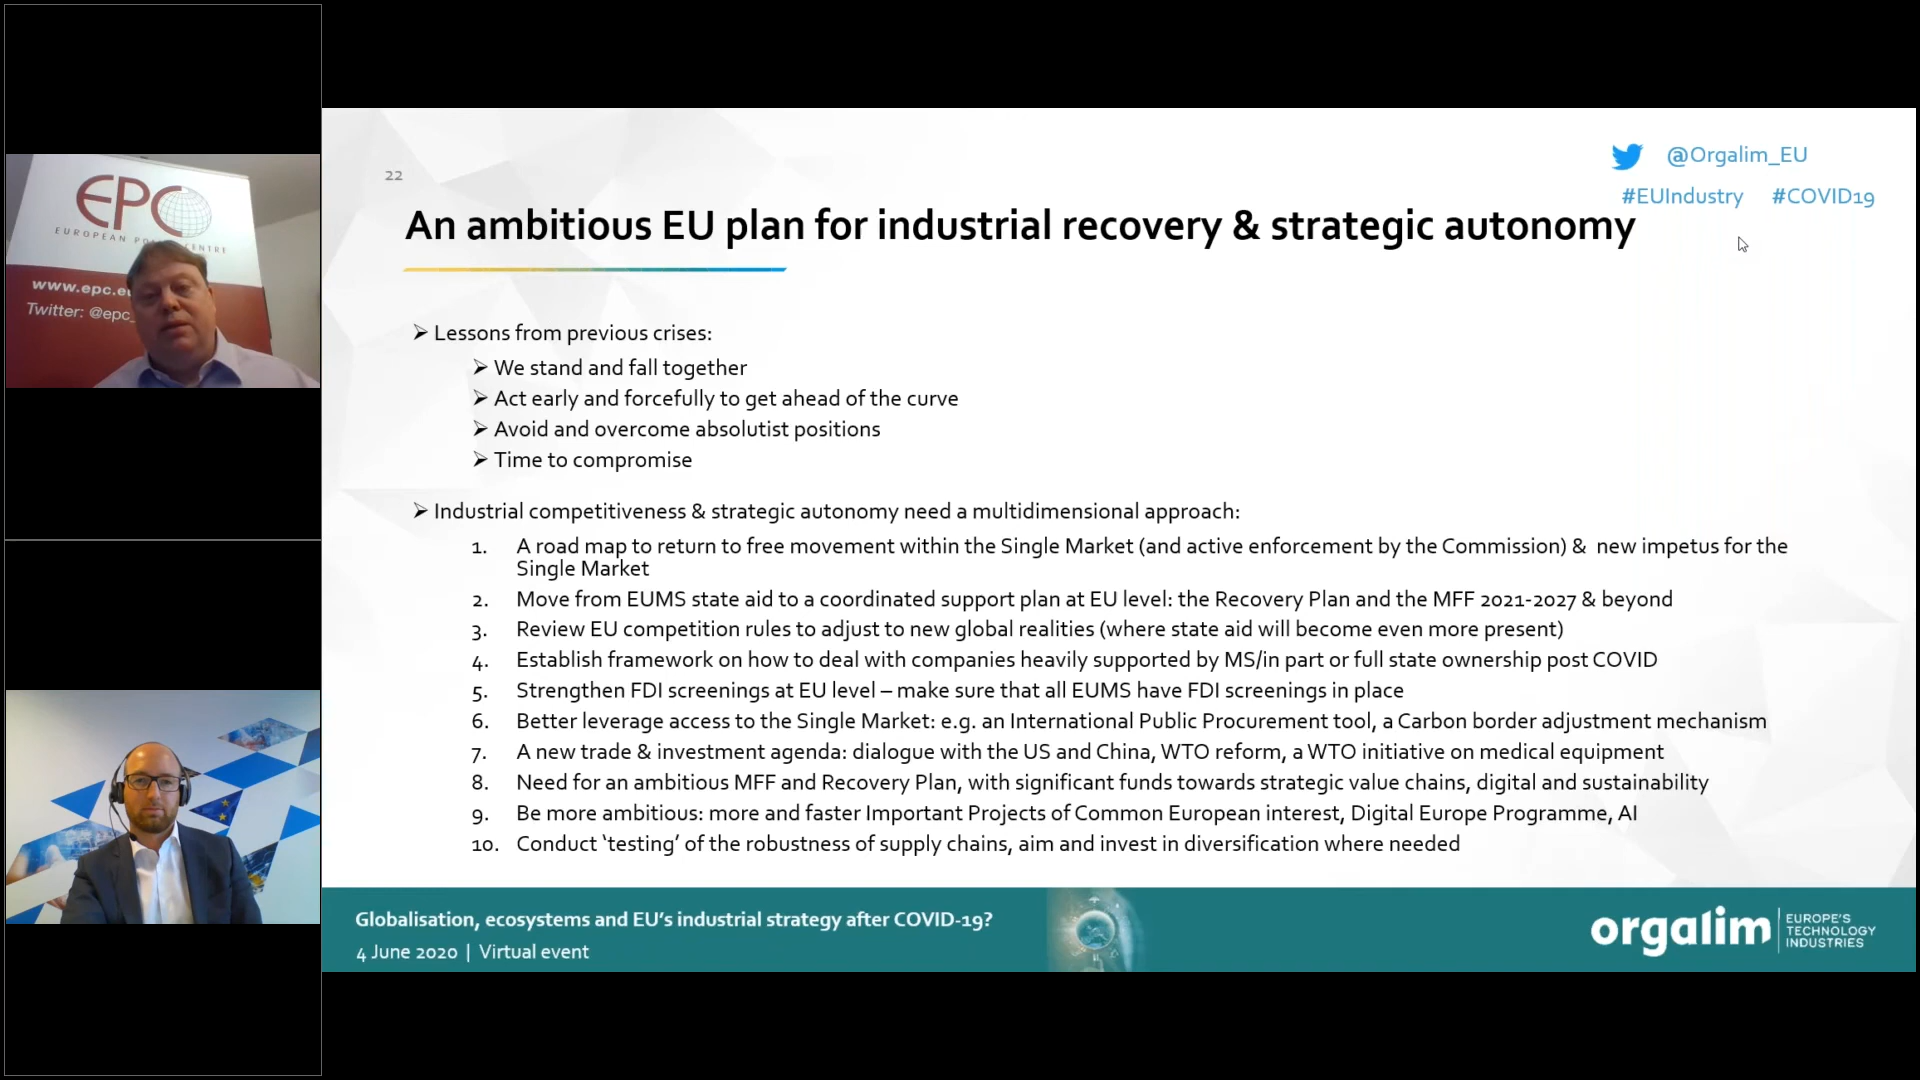 EPC
EUROPEAN POLICY CENTRE
www.epc.eu
Twitter: @epc_
22
@Orgalim_EU
#EUIndustry #COVID19
An ambitious EU plan for industrial recovery & strategic autonomy
Lessons from previous crises:
We stand and fall together
Act early and forcefully to get ahead of the curve
Avoid and overcome absolutist positions
Time to compromise
Industrial competitiveness & strategic autonomy need a multidimensional approach:
1. A road map to return to free movement within the Single Market (and active enforcement by the Commission) & new impetus for the
Single Market
2. Move from EUMS state aid to a coordinated support plan at EU level: the Recovery Plan and the MFF 2021-2027 & beyond
3. Review EU competition rules to adjust to new global realities (where state aid will become even more present)
4. Establish framework on how to deal with companies heavily supported by MS/in part or full state ownership post COVID
5. Strengthen FDI screenings at EU level – make sure that all EUMS have FDI screenings in place
6. Better leverage access to the Single Market: e.g. an International Public Procurement tool, a Carbon border adjustment mechanism
7. A new trade & investment agenda: dialogue with the US and China, WTO reform, a WTO initiative on medical equipment
8. Need for an ambitious MFF and Recovery Plan, with significant funds towards strategic value chains, digital and sustainability
9. Be more ambitious: more and faster Important Projects of Common European interest, Digital Europe Programme, AI
10. Conduct ‘testing’ of the robustness of supply chains, aim and invest in diversification where needed
Globalisation, ecosystems and EU’s industrial strategy after COVID-19?
4 June 2020 | Virtual event
orgalim
EUROPE'S
TECHNOLOGY
INDUSTRIES